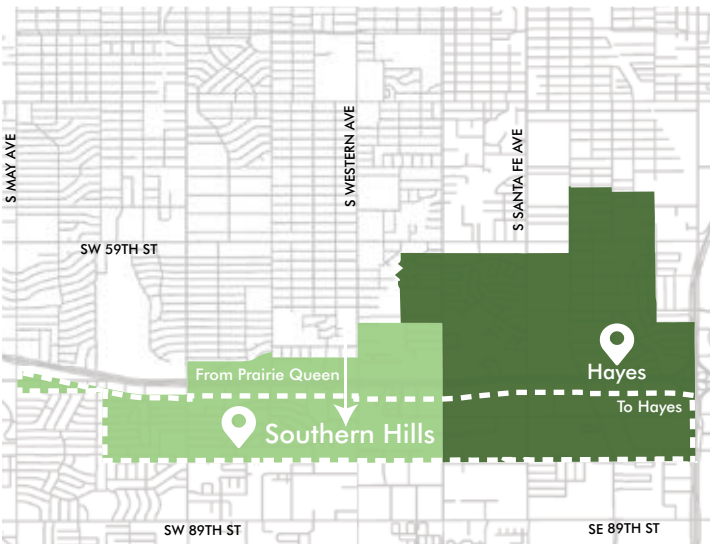 S MAY AVE
S WESTERN AVE
S SANTA FE AVE
SW 59TH ST
From Prairie Queen
Hayes
To Hayes
Southern Hills
SW 89TH ST
SE 89TH ST